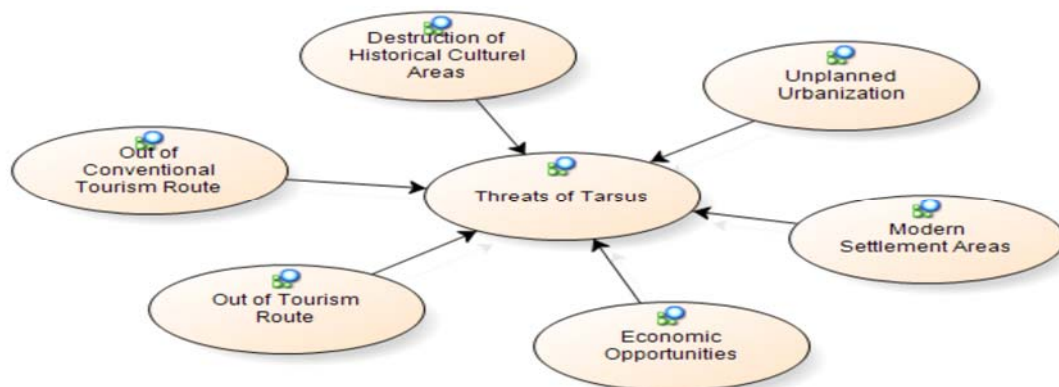 Destruction of
Historical Culturel
Areas
Unplanned
Urbanization
Out of
Conventional
Tourism Route
Threats of Tarsus
Modern
Settlement Areas
Out of Tourism
Route
Economic
Opportunities